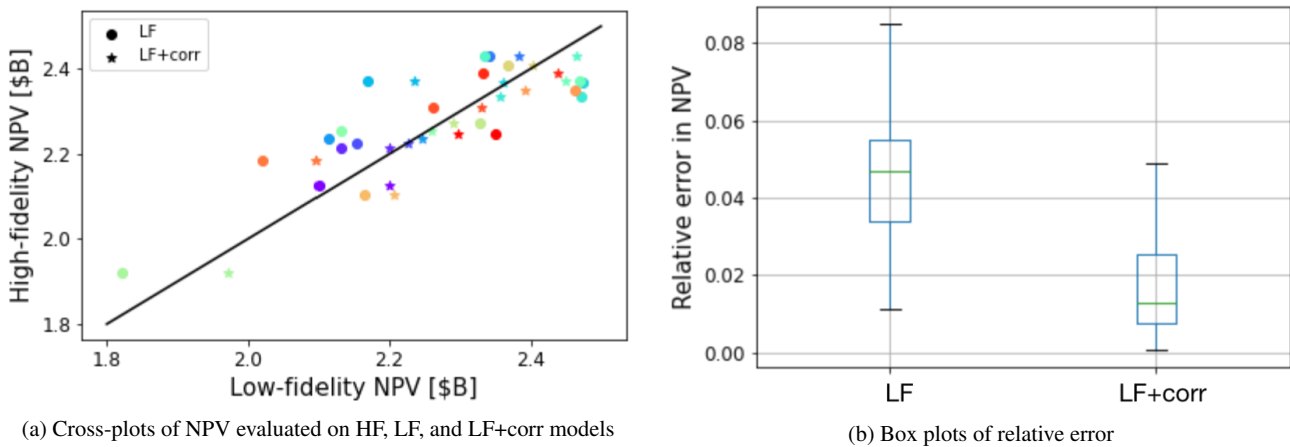 LF
LF+corr
High-fidelity NPV [$B]
2.4
2.2
2.0
1.8
1.8 2.0 2.2 2.4
Low-fidelity NPV [$B]
(a) Cross-plots of NPV evaluated on HF, LF, and LF+corr models
Relative error in NPV
0.08
0.06
0.04
0.02
0.00
LF LF+corr
(b) Box plots of relative error